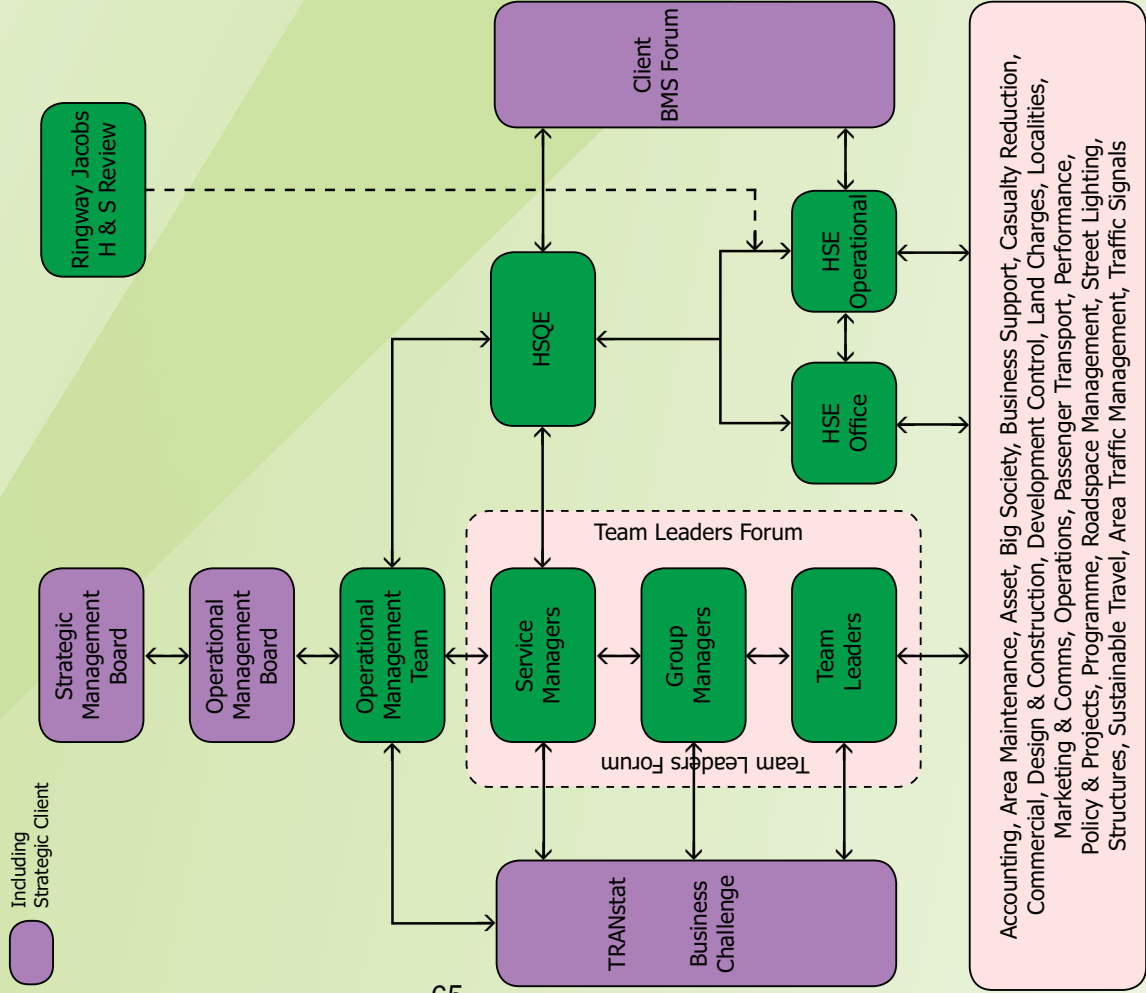 Including
Strategic Client
Strategic
Management
Board
Ringway Jacobs
H & S Review
Operational
Management
Board
Operational
Management
Team
TRANstat
Business
Challenge
Team Leaders Forum
Service
Managers
Group
Managers
Team
Leaders
Team Leaders Forum
HSQE
Client
BMS Forum
HSE
Office
HSE
Operational
Accounting, Area Maintenance, Asset, Big Society, Business Support, Casualty Reduction,
Commercial, Design & Construction, Development Control, Land Charges, Localities,
Marketing & Comms, Operations, Passenger Transport, Performance,
Policy & Projects, Programme, Roadspace Management, Street Lighting,
Structures, Sustainable Travel, Area Traffic Management, Traffic Signals
65